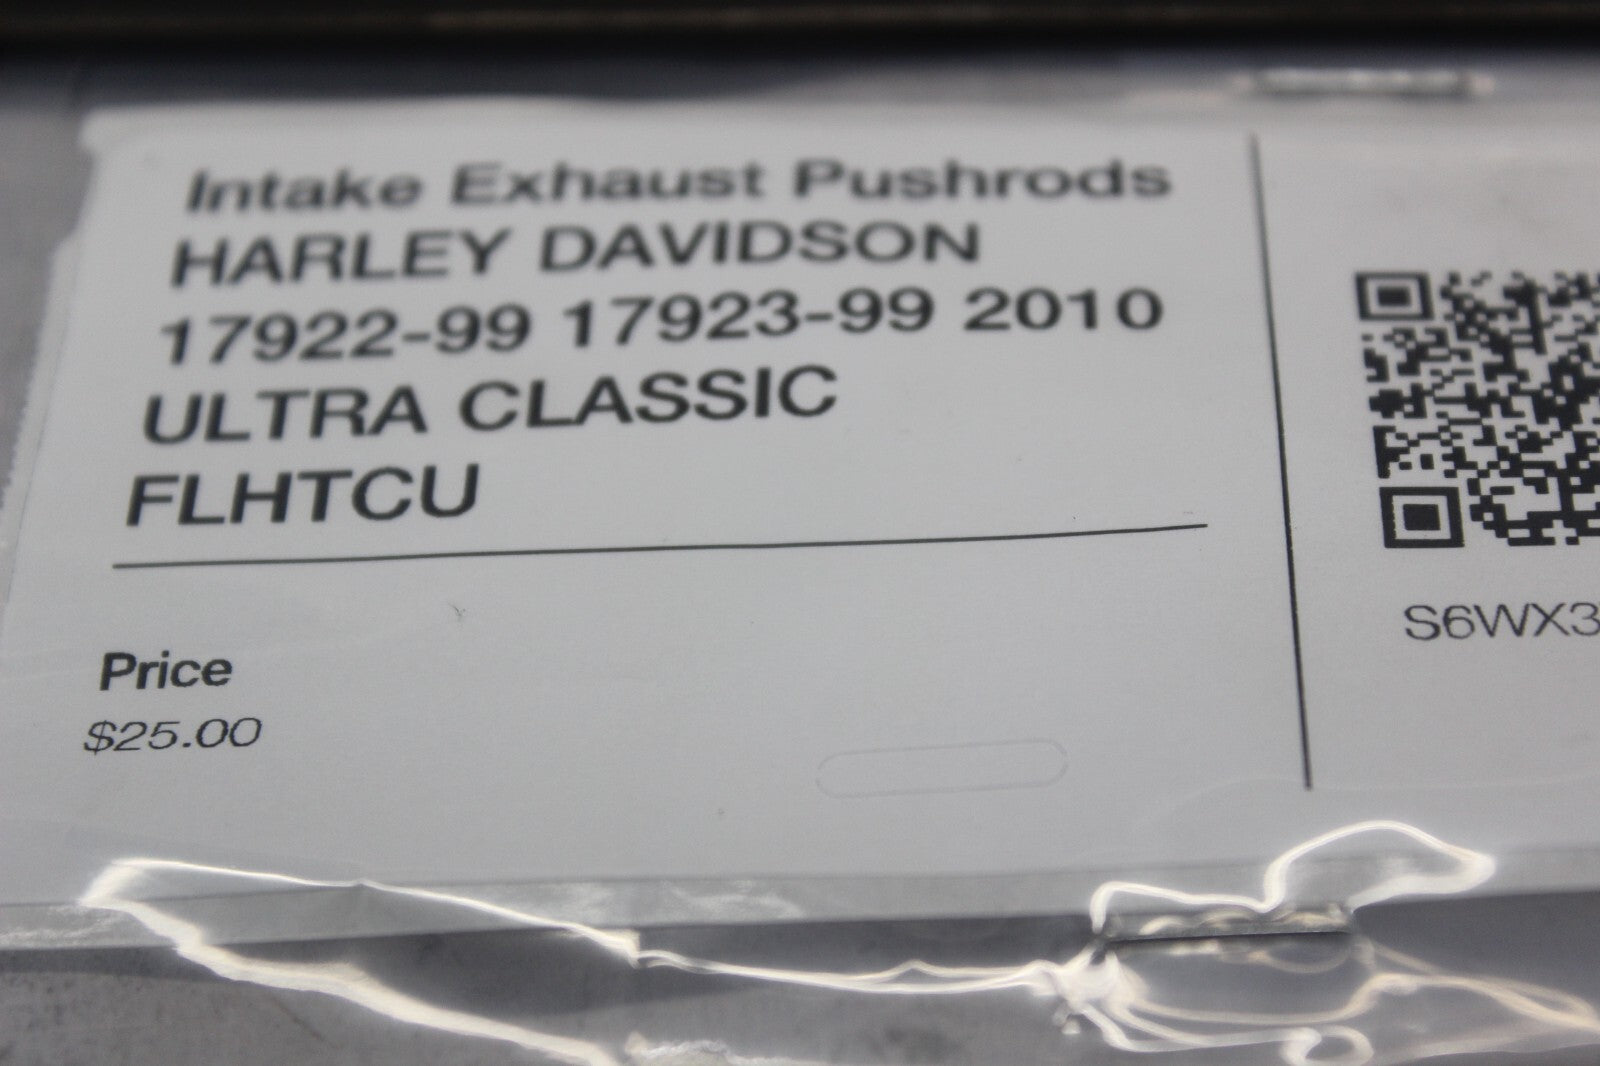 Intake Exhaust Pushrods
HARLEY DAVIDSON
17922-99 17923-99 2010
ULTRA CLASSIC
FLHTCU
Price
$25.00
S6WX3